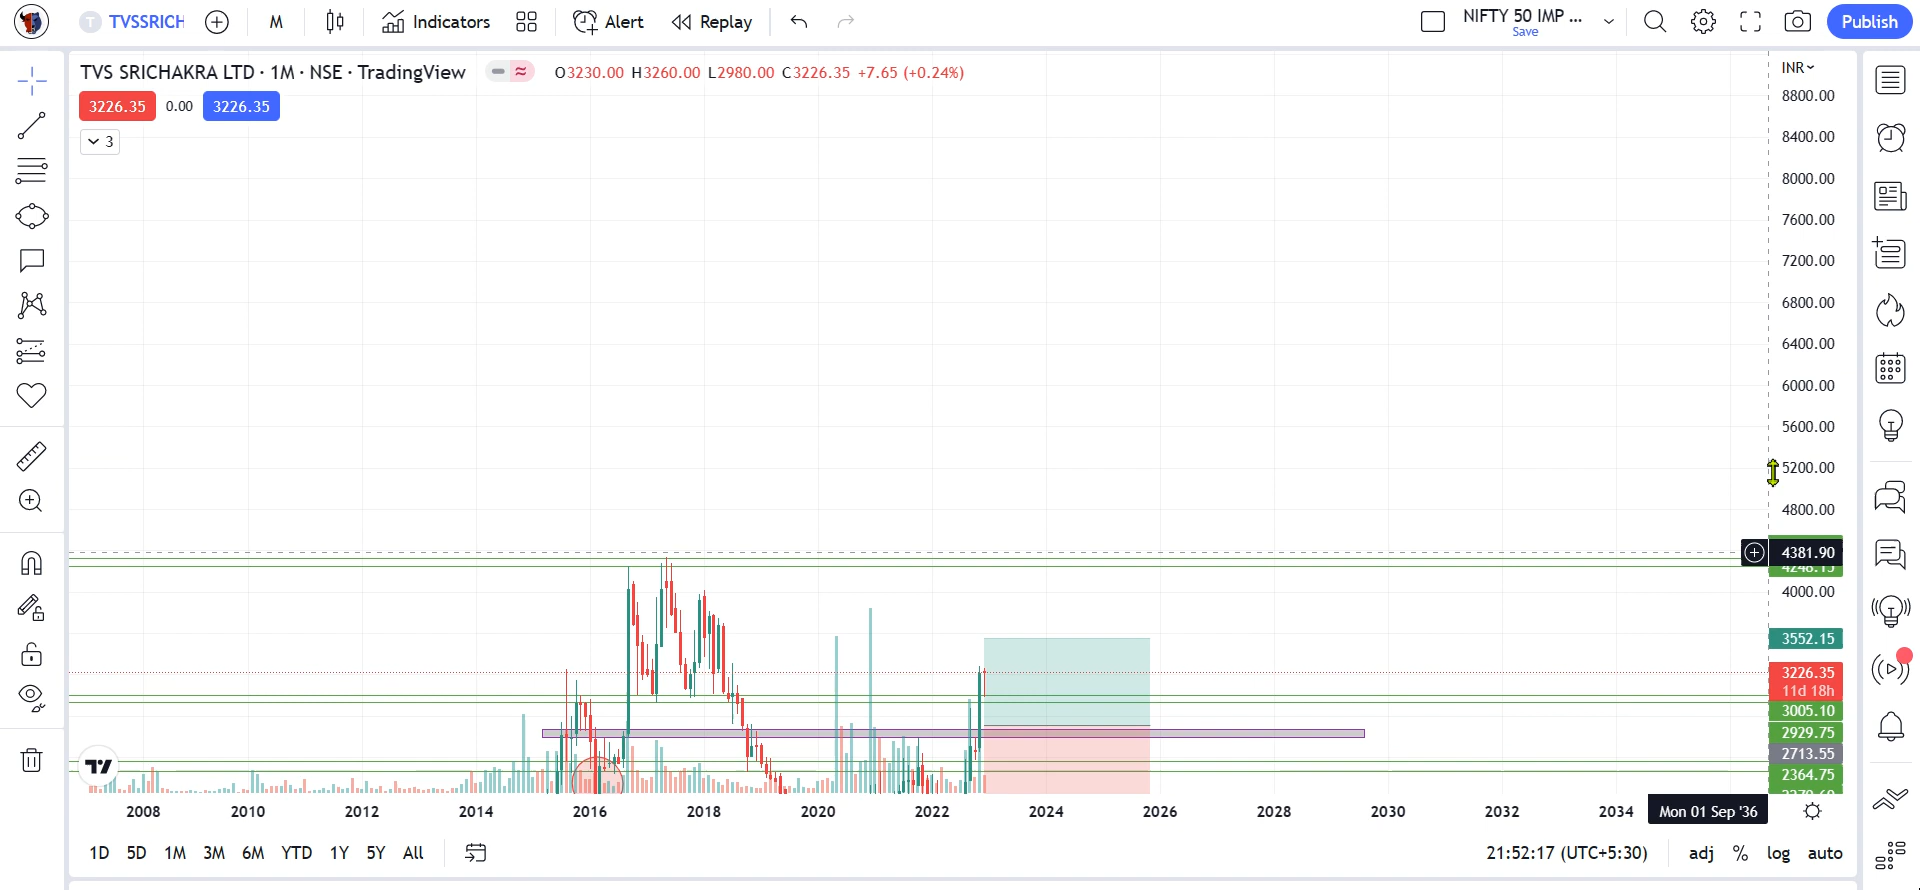 T TVSSRICH
M
Indicators
Alert
Replay
NIFTY 50 IMP ...
Save
Publish
TVS SRICHAKRA LTD · 1M · NSE · TradingView
O3230.00 H3260.00 L2980.00 C3226.35 +7.65 (+0.24%)
INR
3226.35
0.00
3226.35
3
8800.00
8400.00
8000.00
7600.00
7200.00
6800.00
6400.00
6000.00
5600.00
5200.00
4800.00
4381.90
4248.15
4000.00
3552.15
3226.35
11d 18h
3005.10
2929.75
2713.55
2364.75
2008
2010
2012
2014
2016
2018
2020
2022
2024
2026
2028
2030
2032
2034
Mon 01 Sep '36
1D
5D
1M
3M
6M
YTD
1Y
5Y
All
21:52:17 (UTC+5:30)
adj
%
log
auto